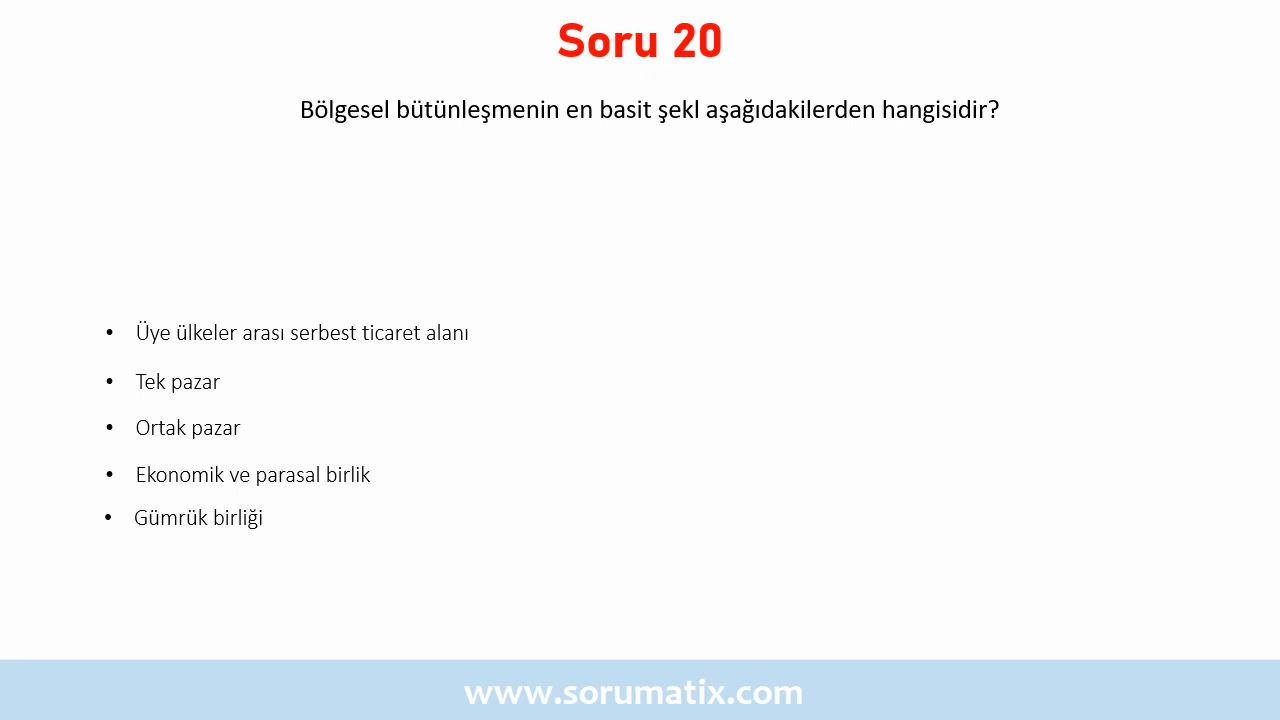 Soru 20
Bölgesel bütünleşmenin en basit şekl aşağıdakilerden hangisidir?
• Üye ülkeler arası serbest ticaret alanı
• Tek pazar
• Ortak pazar
• Ekonomik ve parasal birlik
• Gümrük birliği
www.sorumatix.com